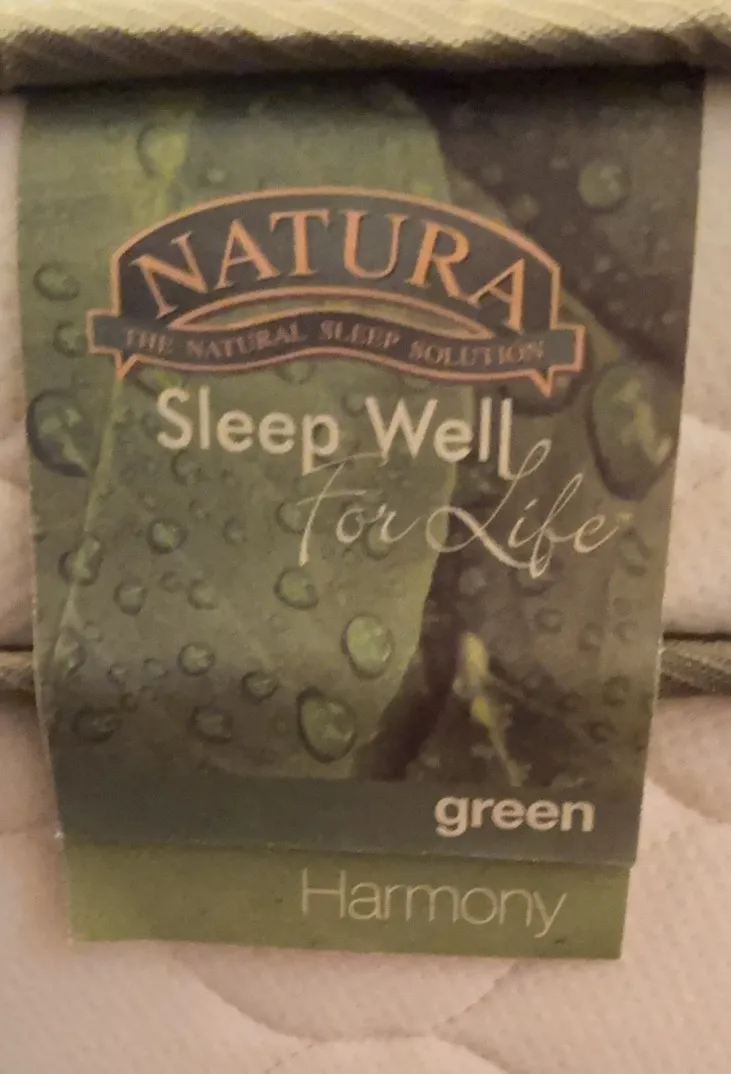 NATURA
THE NATURAL SLEEP SOLUTION
Sleep Well
For Life
green
Harmony